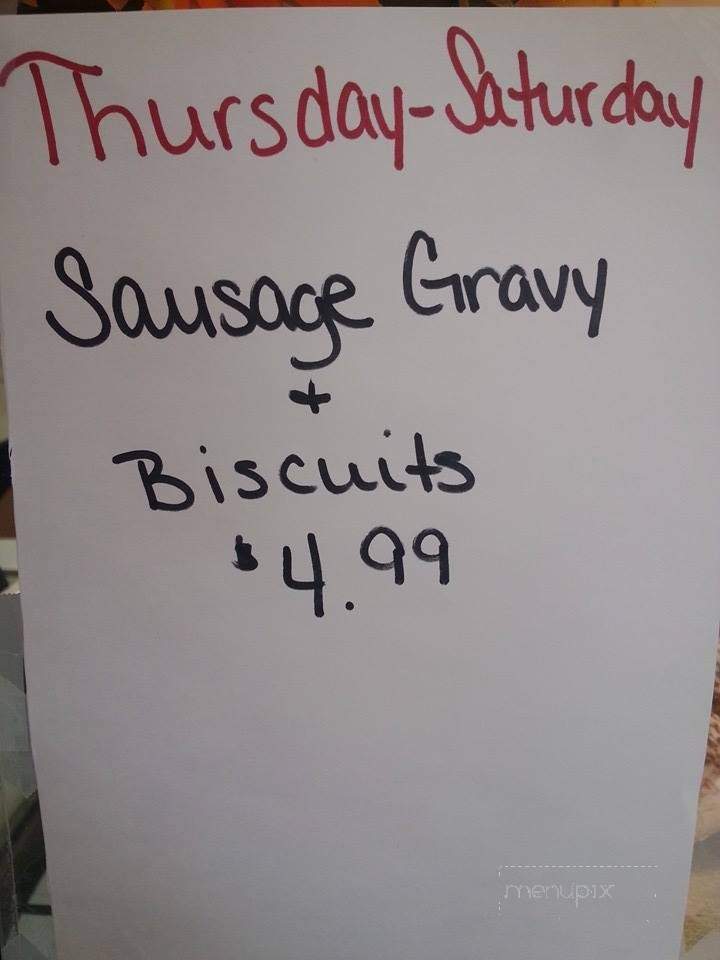 Thursday-Saturday
Sausage Gravy
+
Biscuits
$4.99
menupix